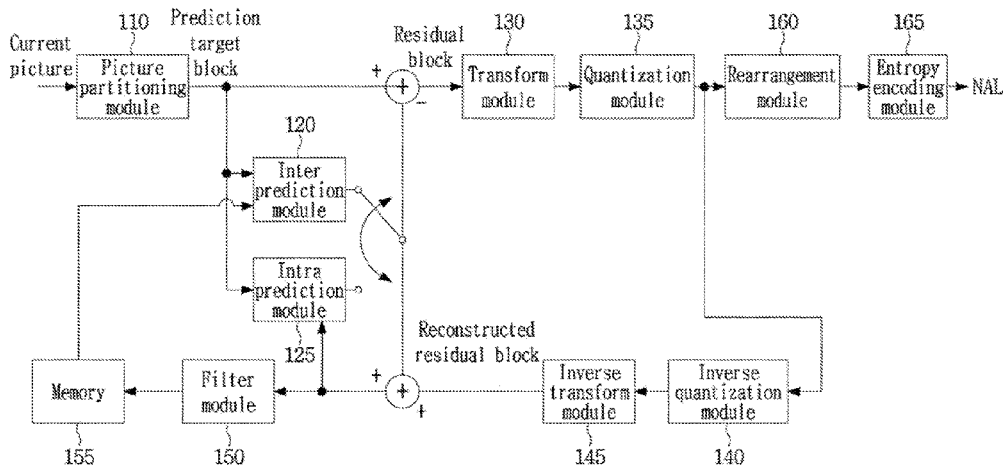 110
Prediction
target
block
Current
picture
Picture
partitioning
module
Residual
block
130
Transform
module
135
Quantization
module
160
Rearrangement
module
165
Entropy
encoding
module
NAL
+
+
−
120
Inter
prediction
module
Intra
prediction
module
125
Reconstructed
residual block
+
+
+
Memory
155
Filter
module
150
Inverse
transform
module
145
Inverse
quantization
module
140